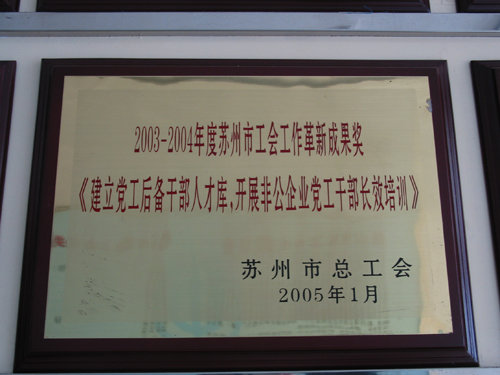 2003-2004年度苏州市工会工作革新成果奖
《建立党工后备干部人才库,开展非公企业党工干部长效培训》
苏州市总工会
2005年1月